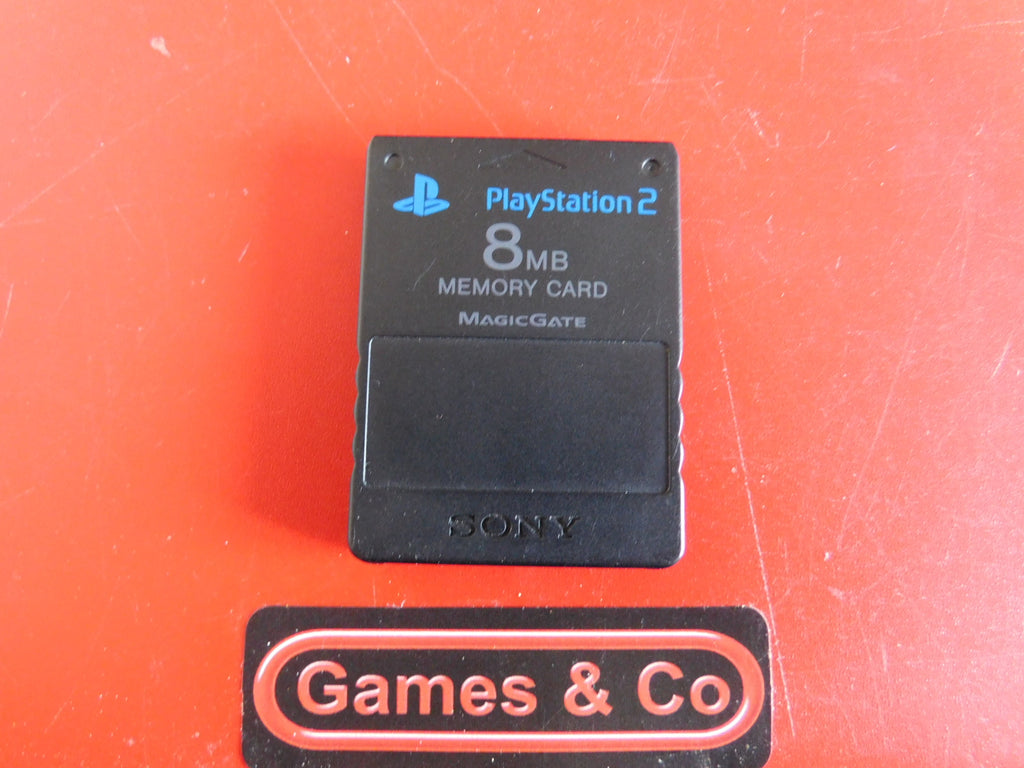 PlayStation 2
8MB
MEMORY CARD
MAGICGATE
SONY
Games & Co